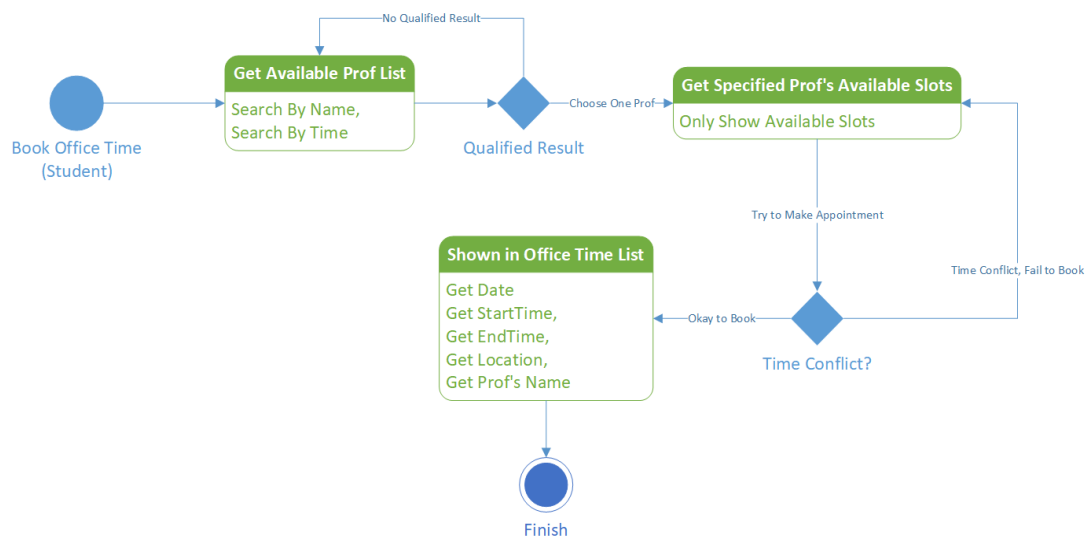 No Qualified Result
Get Available Prof List
Search By Name,
Search By Time
Book Office Time
(Student)
Choose One Prof
Qualified Result
Get Specified Prof's Available Slots
Only Show Available Slots
Try to Make Appointment
Time Conflict, Fail to Book
Shown in Office Time List
Get Date
Get StartTime,
Get EndTime,
Get Location,
Get Prof's Name
Okay to Book
Time Conflict?
Finish